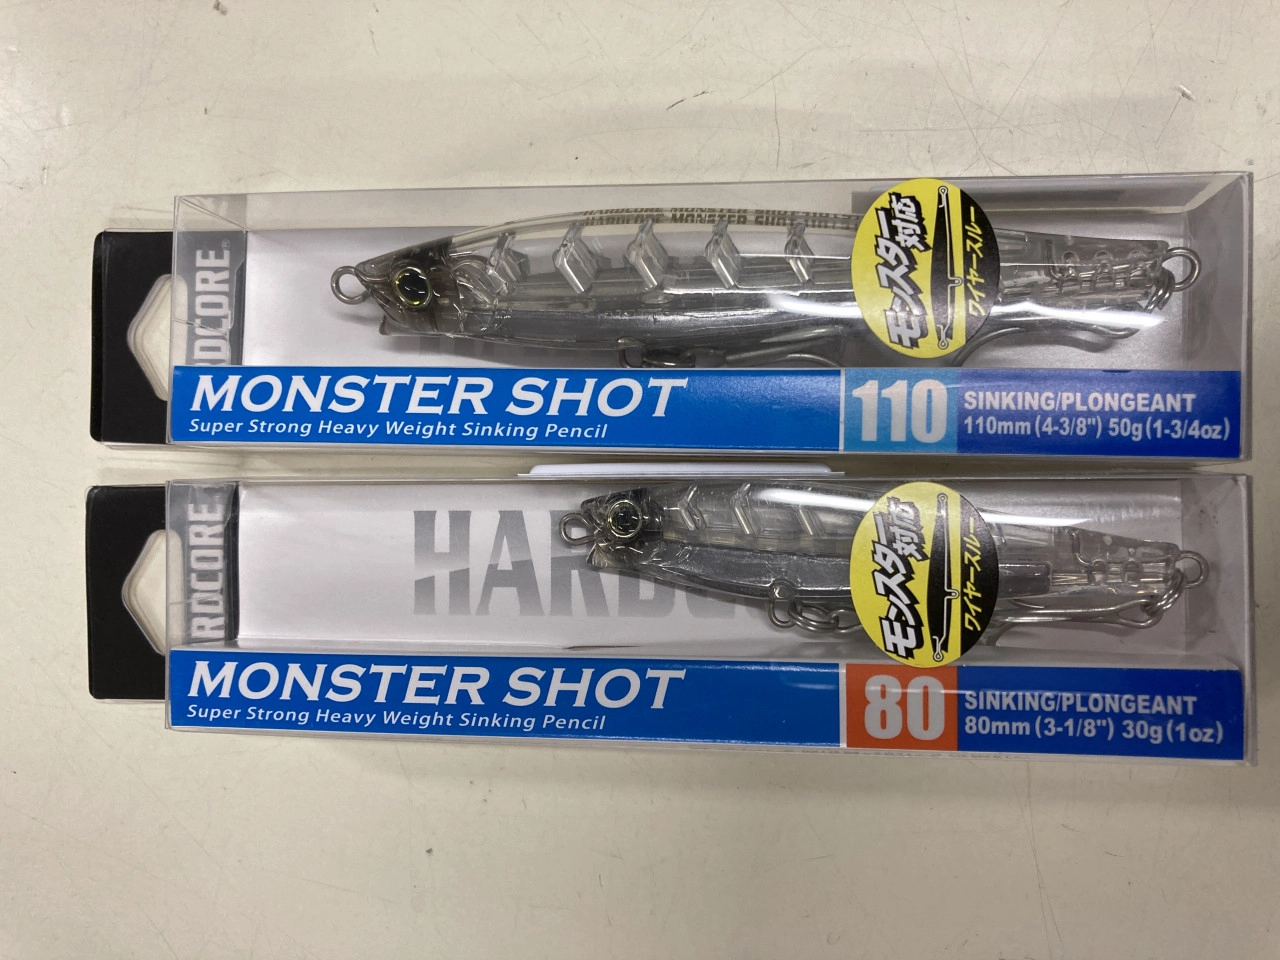 HARDCORE MONSTER SHOT
HARDCORE®
モンスター
対応
ワイヤースルー
MONSTER SHOT
Super Strong Heavy Weight Sinking Pencil
110
SINKING/PLONGEANT
110mm (4-3/8") 50g (1-3/4oz)
HARDCORE
モンスター
対応
ワイヤースルー
MONSTER SHOT
Super Strong Heavy Weight Sinking Pencil
80
SINKING/PLONGEANT
80mm (3-1/8") 30g (1oz)